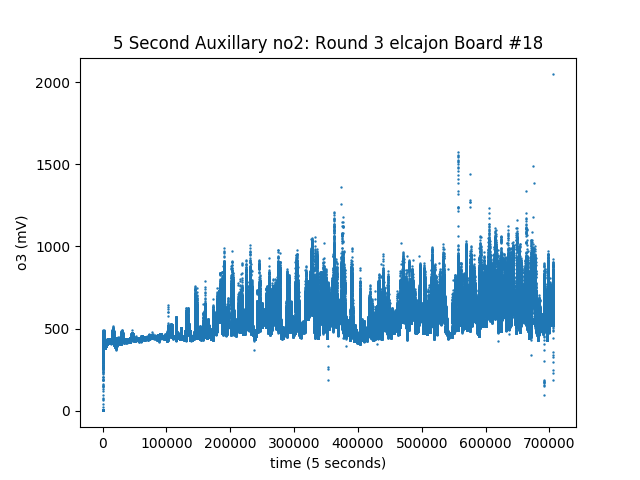 5 Second Auxillary no2: Round 3 elcajon Board #18
o3 (mV)
2000
1500
1000
500
0
0 100000 200000 300000 400000 500000 600000 700000
time (5 seconds)